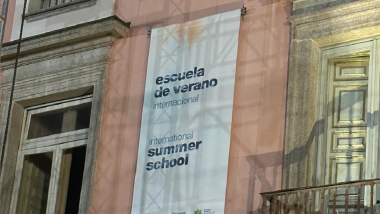 escuela
de verano
internacional
international
summer
school